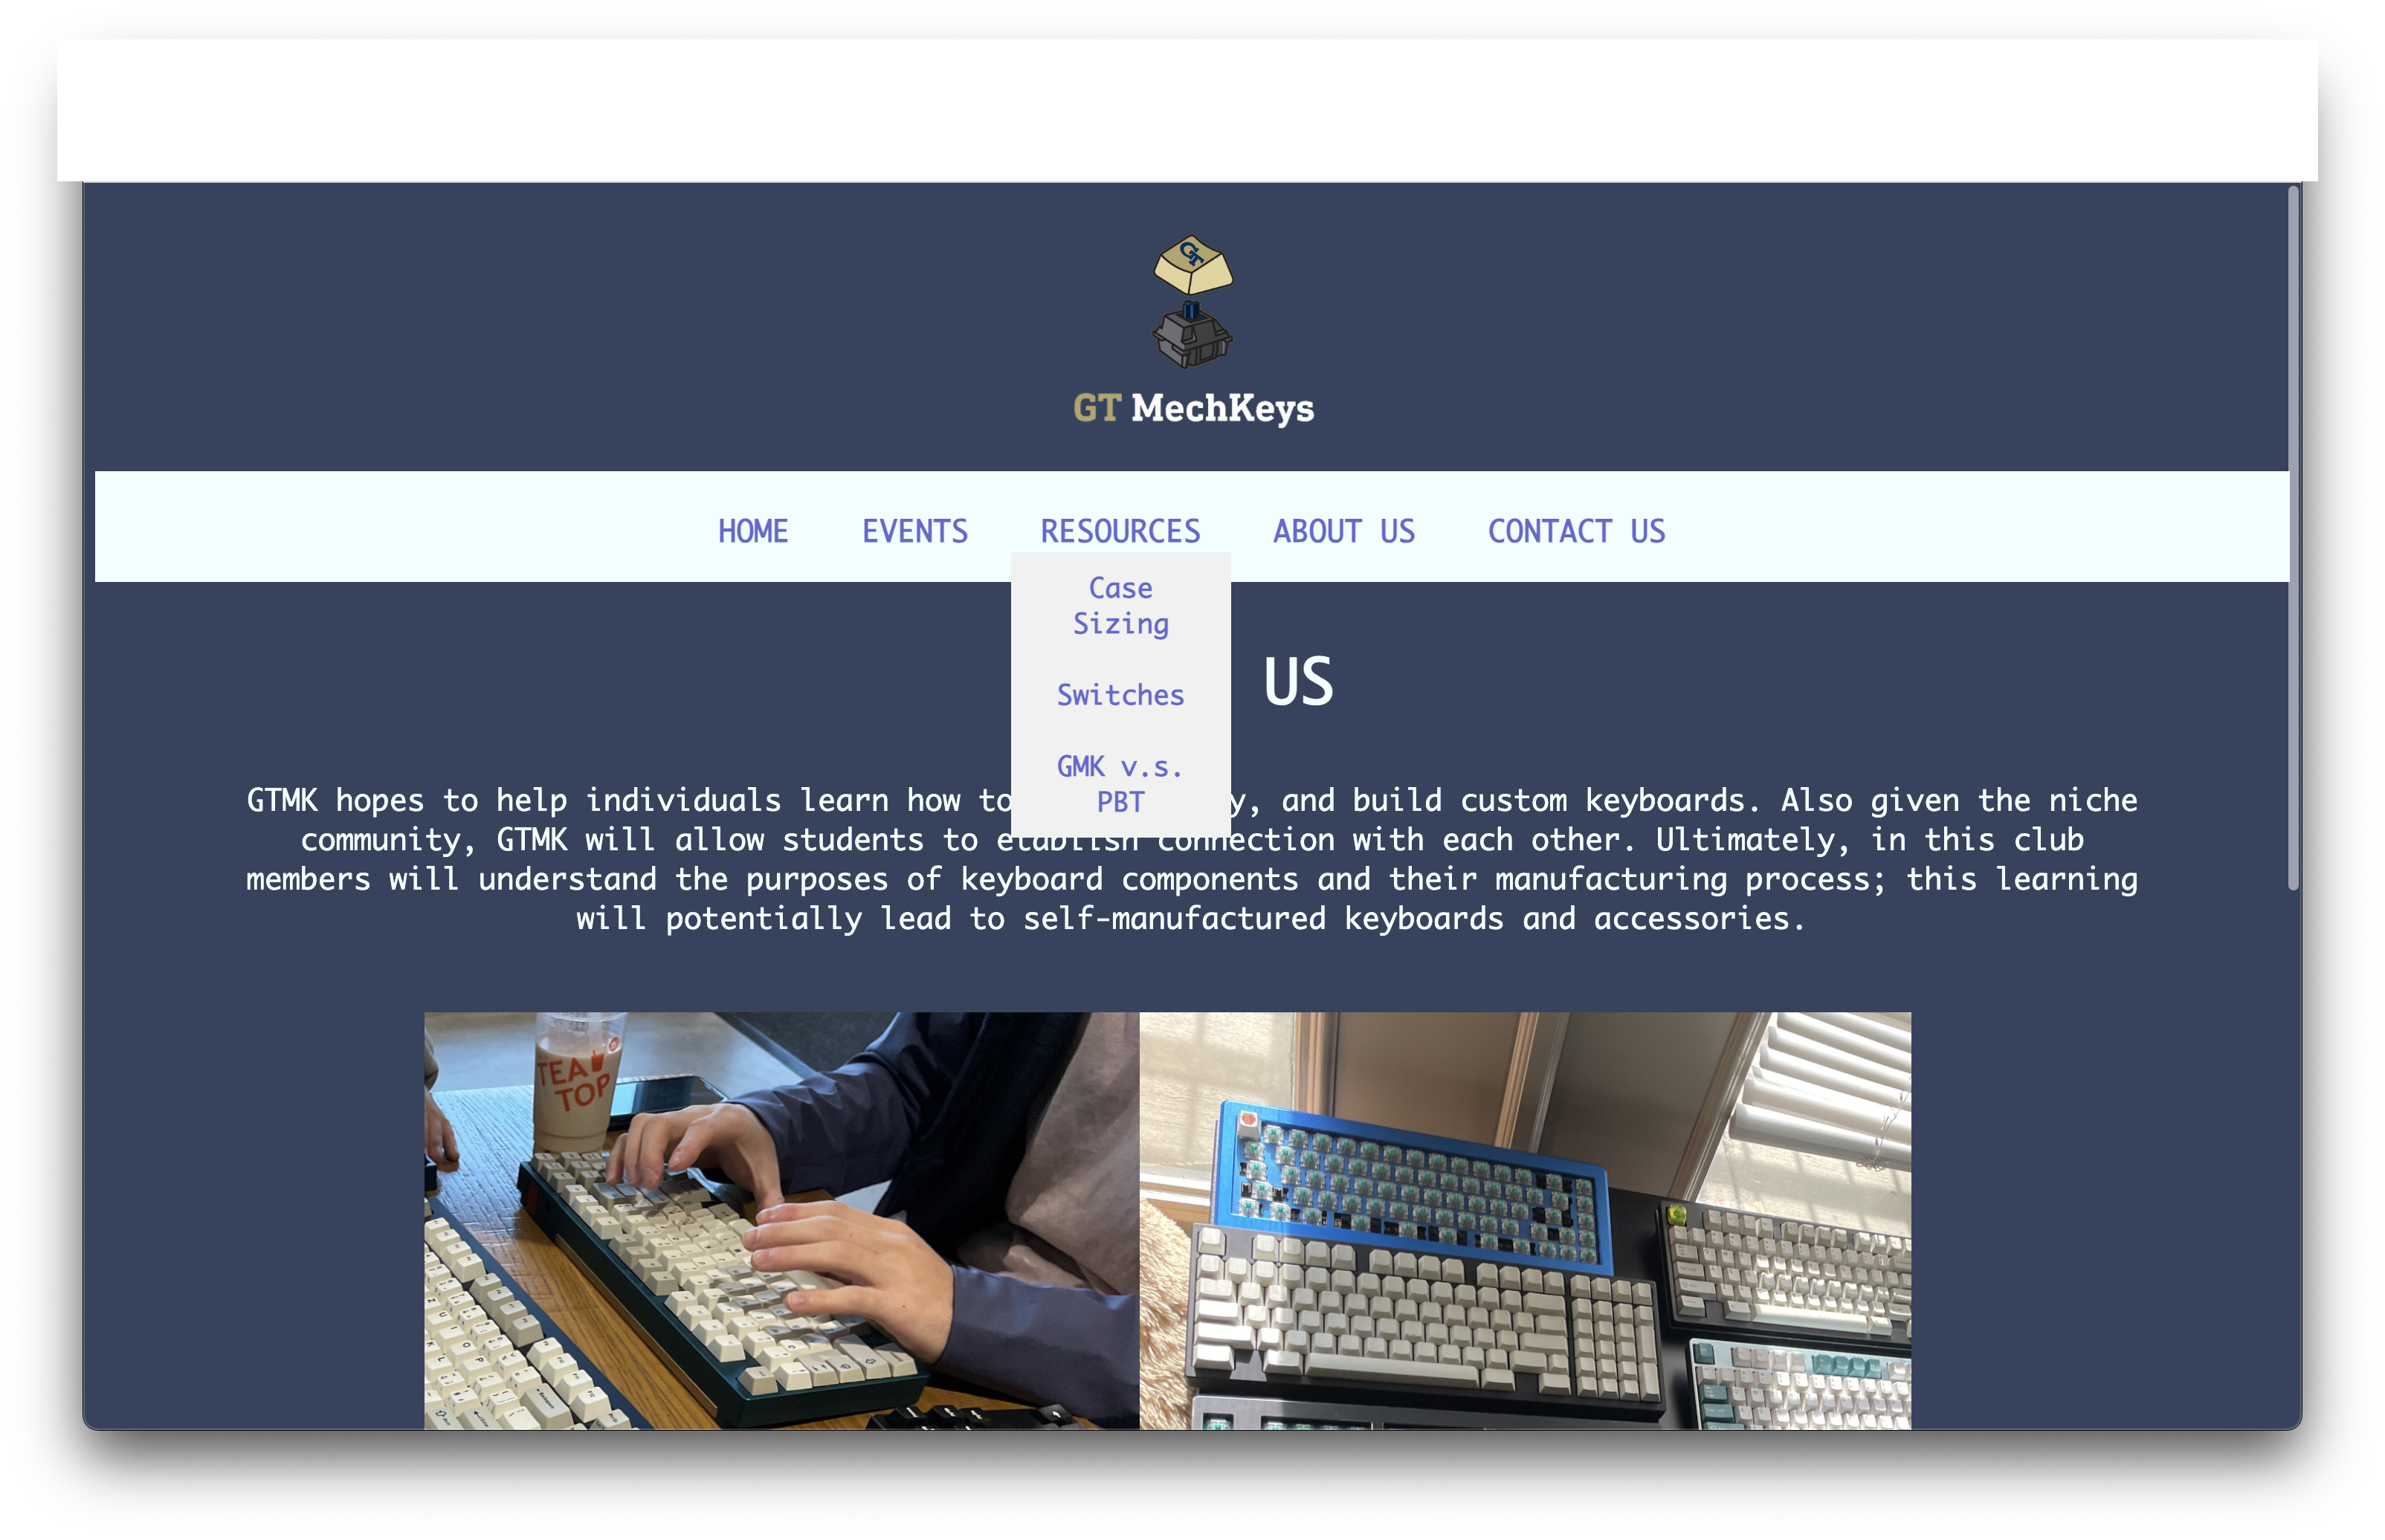 GT
GT MechKeys
HOME EVENTS RESOURCES ABOUT US CONTACT US
Case
Sizing
Switches
GMK v.s.
PBT
US
GTMK hopes to help individuals learn how to y, and build custom keyboards. Also given the niche
community, GTMK will allow students to etablish connection with each other. Ultimately, in this club
members will understand the purposes of keyboard components and their manufacturing process; this learning
will potentially lead to self-manufactured keyboards and accessories.
TEA
TOP